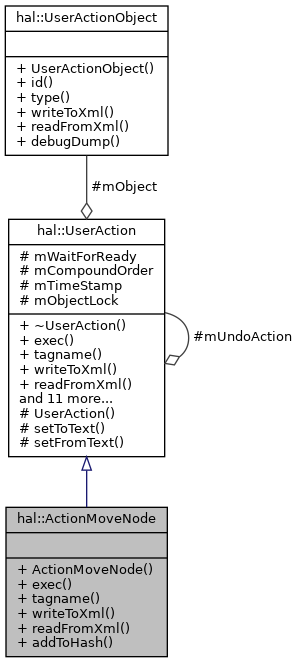 hal::UserActionObject
+ UserActionObject()
+ id()
+ type()
+ writeToXml()
+ readFromXml()
+ debugDump()
#mObject
hal::UserAction
# mWaitForReady
# mCompoundOrder
# mTimeStamp
# mObjectLock
+ ~UserAction()
+ exec()
+ tagname()
+ writeToXml()
+ readFromXml()
and 11 more...
# UserAction()
# setToText()
# setFromText()
#mUndoAction
hal::ActionMoveNode
+ ActionMoveNode()
+ exec()
+ tagname()
+ writeToXml()
+ readFromXml()
+ addToHash()